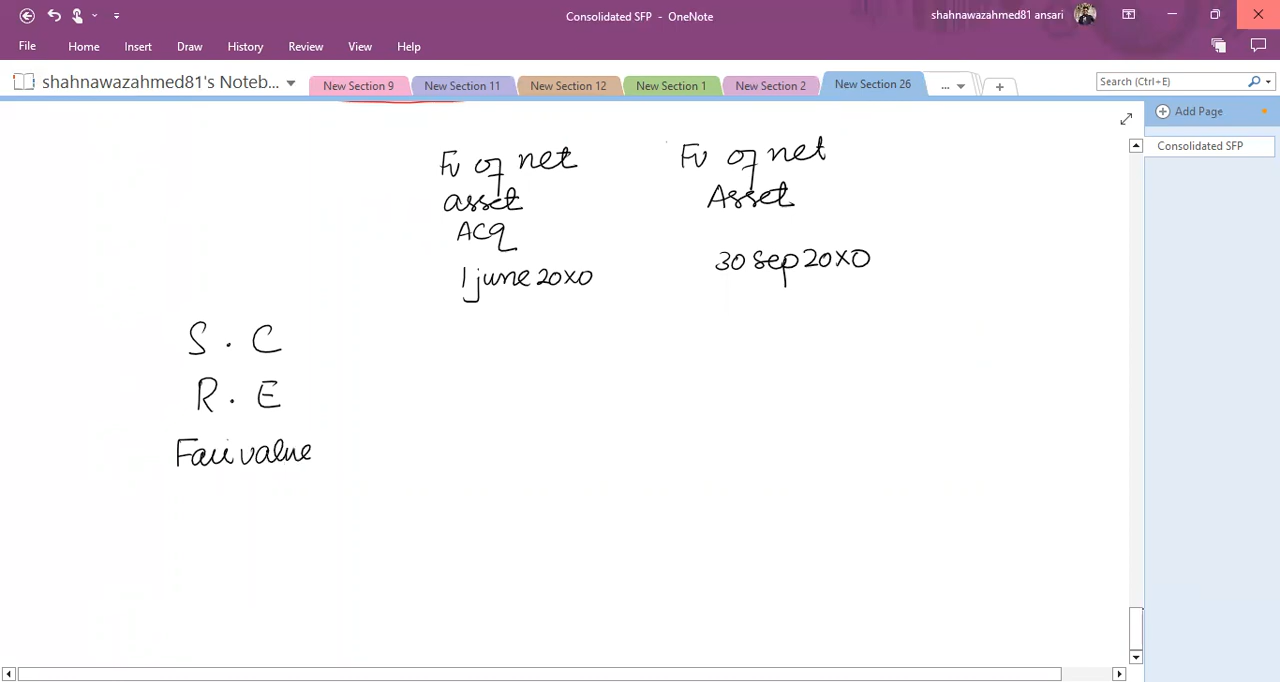 Consolidated SFP - OneNote
shahnawazahmed81 ansari
File Home Insert Draw History Review View Help
shahnawazahmed81's Noteb... New Section 9 New Section 11 New Section 12 New Section 1 New Section 2 New Section 26 ... Search (Ctrl+E)
Add Page
Consolidated SFP
Fv of net
asset
ACQ
1 june 20X0
Fv of net
Asset
30 Sep 20X0
S . C
R . E
Fair value